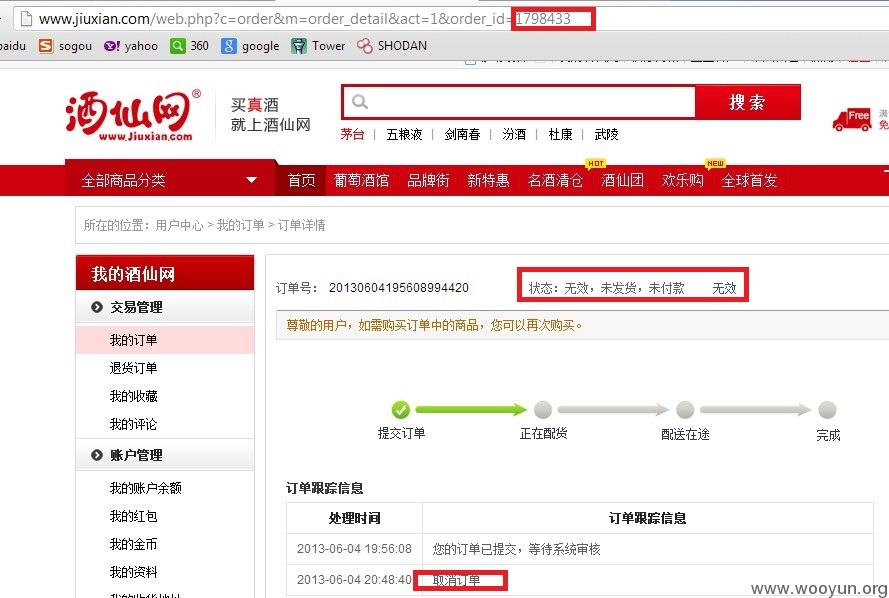 www.jiuxian.com/web.php?c=order&m=order_detail&act=1&order_id=1798433
baidu sogou yahoo 360 google Tower SHODAN
酒仙网®
www.Jiuxian.com
买真酒
就上酒仙网
搜 索
Free
茅台 | 五粮液 | 剑南春 | 汾酒 | 杜康 | 武陵
HOT NEW
全部商品分类 首页 葡萄酒馆 品牌街 新特惠 名酒清仓 酒仙团 欢乐购 全球首发
所在的位置：用户中心 > 我的订单 > 订单详情
我的酒仙网
交易管理
我的订单
退货订单
我的收藏
我的评论
账户管理
我的账户余额
我的红包
我的金币
我的资料
订单号： 20130604195608994420 状态：无效，未发货，未付款 无效
尊敬的用户，如需购买订单中的商品，您可以再次购买。
提交订单 正在配货 配送在途 完成
订单跟踪信息
处理时间 订单跟踪信息
2013-06-04 19:56:08 您的订单已提交，等待系统审核
2013-06-04 20:48:40 取消订单
www.wooyun.org